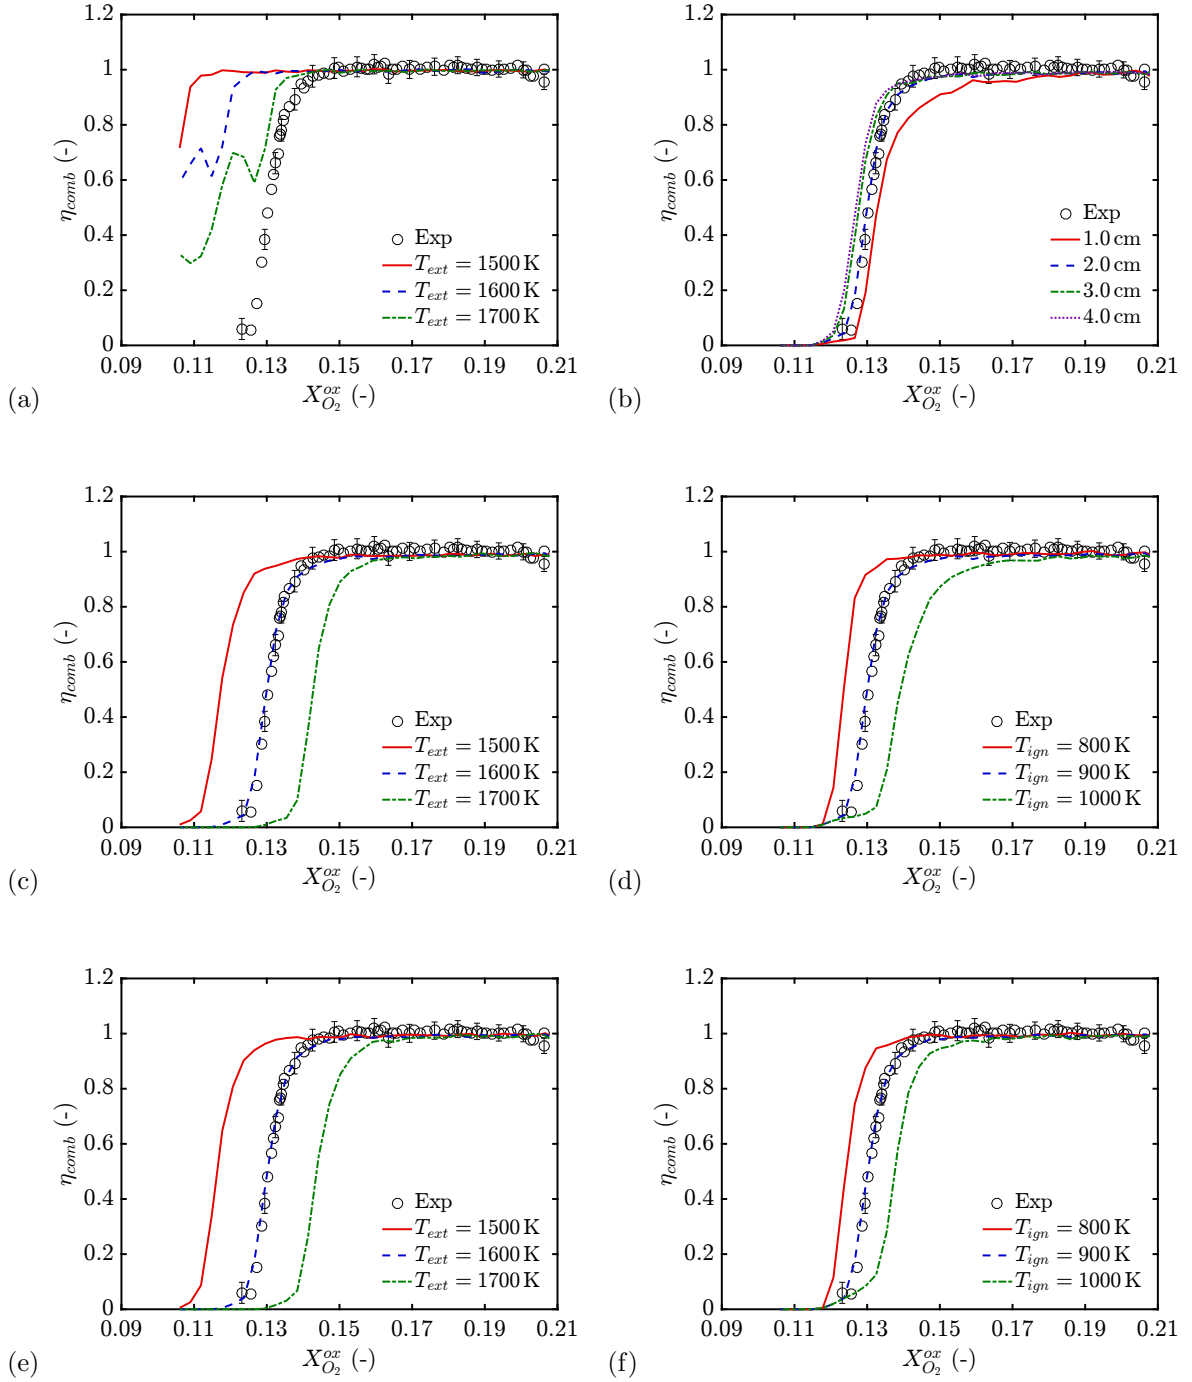 1.2
1
0.8
0.6
0.4
0.2
0
η_comb (-)
Exp
T_ext = 1500 K
T_ext = 1600 K
T_ext = 1700 K
0.09 0.11 0.13 0.15 0.17 0.19 0.21
X^ox_O2 (-)
(a)
1.2
1
0.8
0.6
0.4
0.2
0
η_comb (-)
Exp
1.0 cm
2.0 cm
3.0 cm
4.0 cm
0.09 0.11 0.13 0.15 0.17 0.19 0.21
X^ox_O2 (-)
(b)
1.2
1
0.8
0.6
0.4
0.2
0
η_comb (-)
Exp
T_ext = 1500 K
T_ext = 1600 K
T_ext = 1700 K
0.09 0.11 0.13 0.15 0.17 0.19 0.21
X^ox_O2 (-)
(c)
1.2
1
0.8
0.6
0.4
0.2
0
η_comb (-)
Exp
T_ign = 800 K
T_ign = 900 K
T_ign = 1000 K
0.09 0.11 0.13 0.15 0.17 0.19 0.21
X^ox_O2 (-)
(d)
1.2
1
0.8
0.6
0.4
0.2
0
η_comb (-)
Exp
T_ext = 1500 K
T_ext = 1600 K
T_ext = 1700 K
0.09 0.11 0.13 0.15 0.17 0.19 0.21
X^ox_O2 (-)
(e)
1.2
1
0.8
0.6
0.4
0.2
0
η_comb (-)
Exp
T_ign = 800 K
T_ign = 900 K
T_ign = 1000 K
0.09 0.11 0.13 0.15 0.17 0.19 0.21
X^ox_O2 (-)
(f)